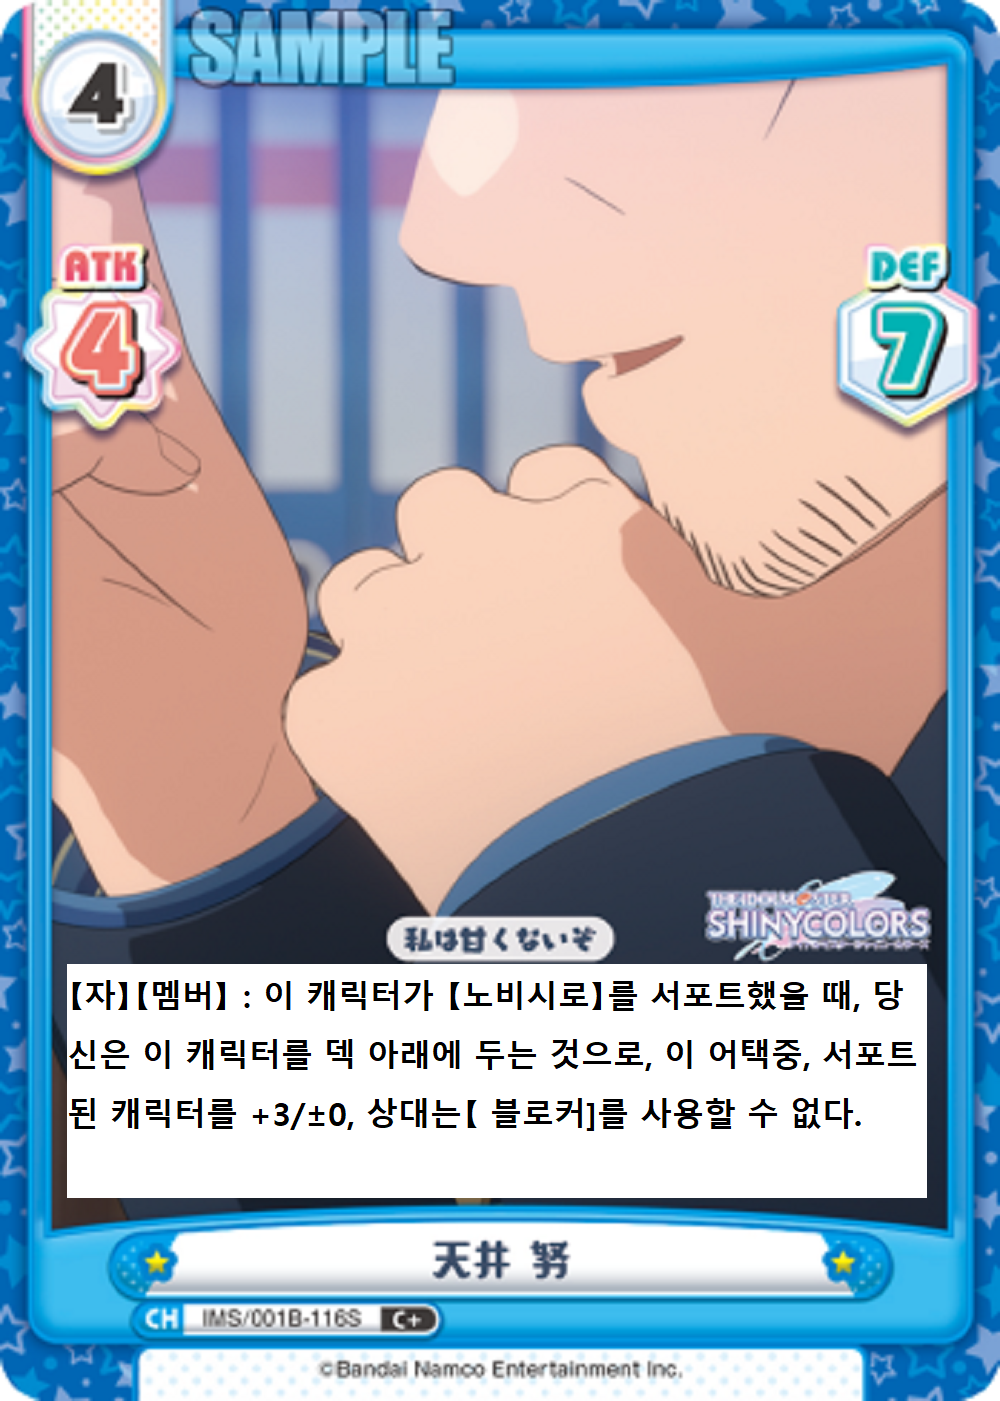 SAMPLE
4
ATK
4
DEF
7
THE IDOLM@STER
SHINYCOLORS
私は甘くないぞ
【자】【멤버】 : 이 캐릭터가 【노비시로】를 서포트했을 때, 당
신은 이 캐릭터를 덱 아래에 두는 것으로, 이 어택중, 서포트
된 캐릭터를 +3/±0, 상대는【 블로커]를 사용할 수 없다.
天井 努
CH IMS/001B-116S C+
©Bandai Namco Entertainment Inc.